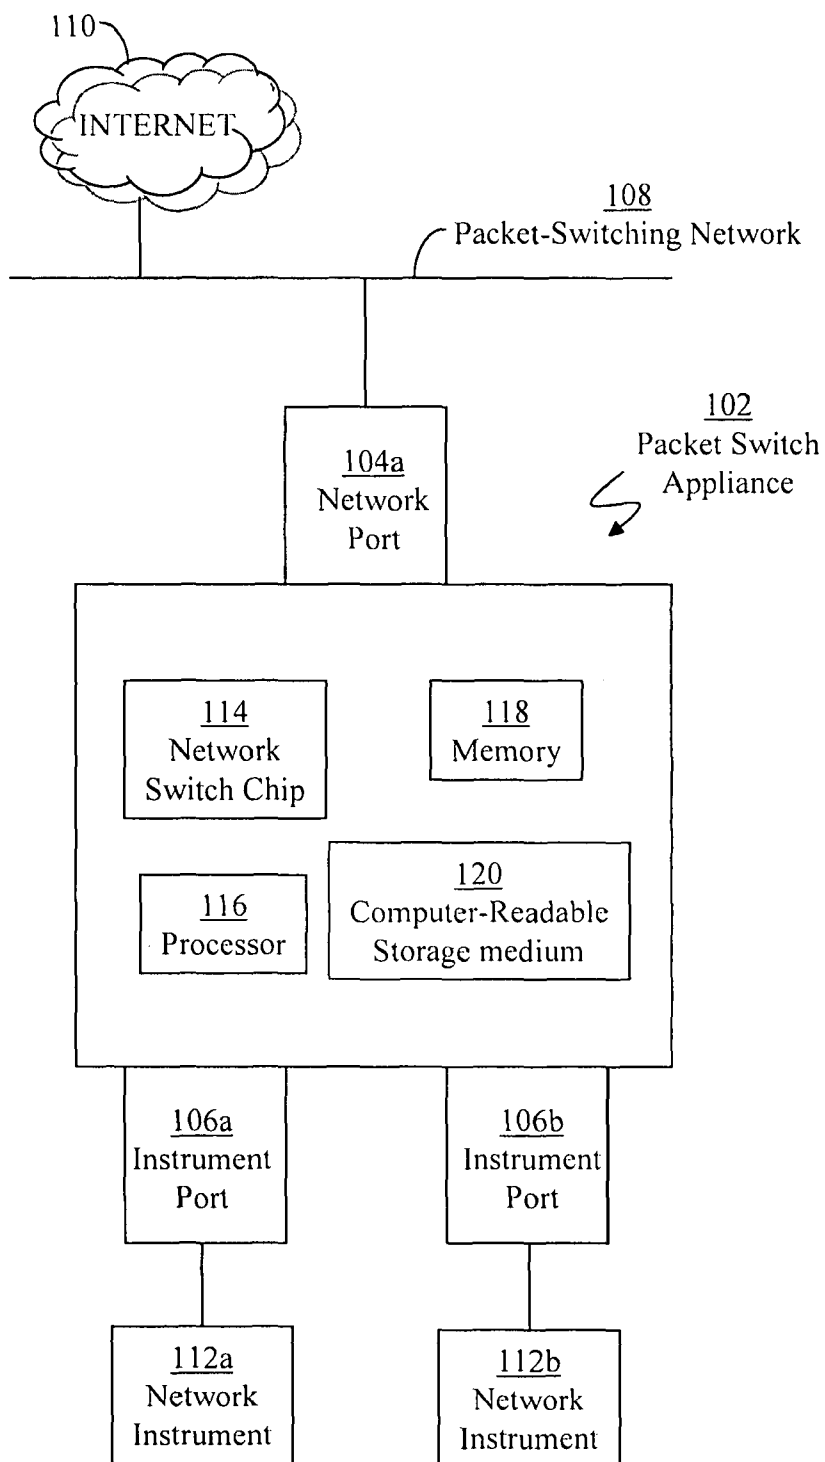 110
INTERNET
108
Packet-Switching Network
102
Packet Switch
Appliance
104a
Network
Port
114
Network
Switch Chip
118
Memory
116
Processor
120
Computer-Readable
Storage medium
106a
Instrument
Port
106b
Instrument
Port
112a
Network
Instrument
112b
Network
Instrument